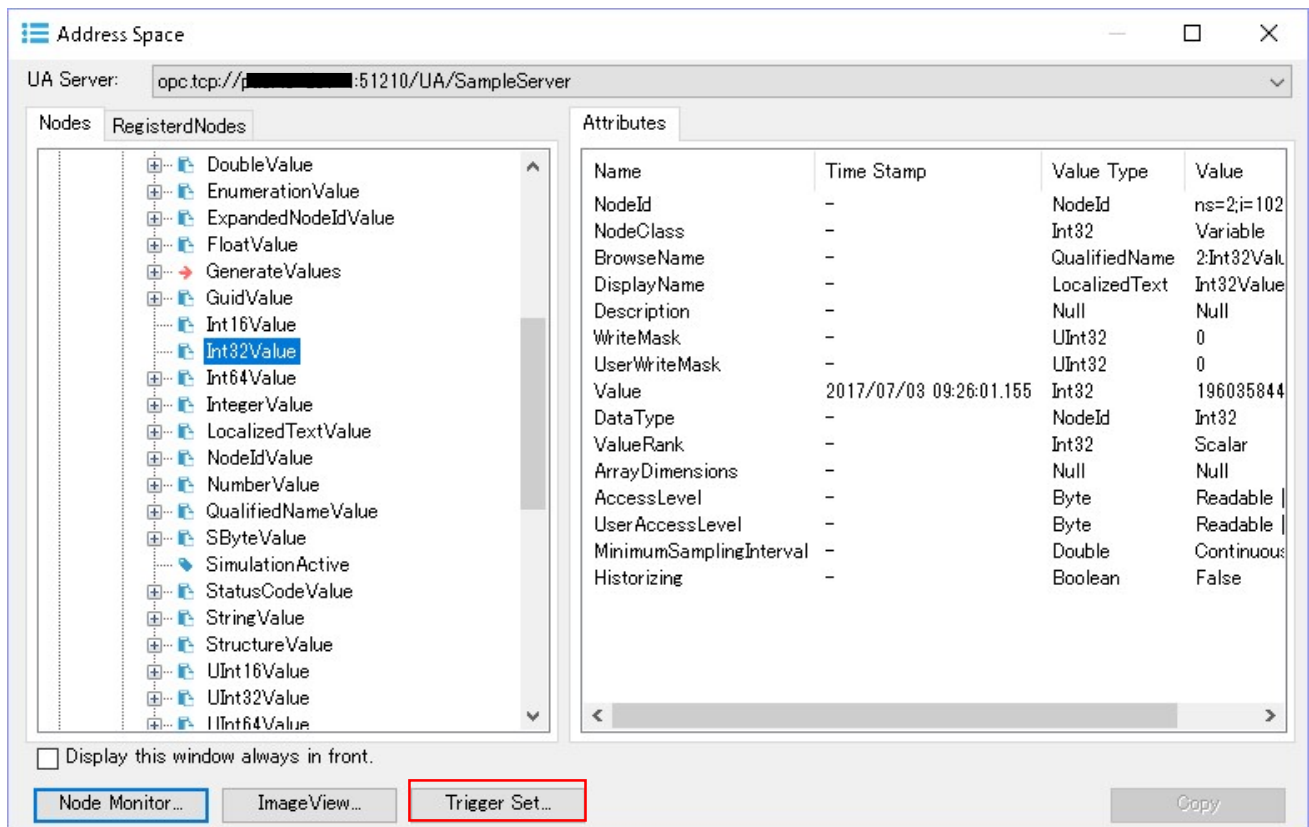 Address Space
UA Server: opc.tcp://p :51210/UA/SampleServer
Nodes RegisterdNodes
DoubleValue
EnumerationValue
ExpandedNodeIdValue
FloatValue
GenerateValues
GuidValue
Int16Value
Int32Value
Int64Value
IntegerValue
LocalizedTextValue
NodeIdValue
NumberValue
QualifiedNameValue
SByteValue
SimulationActive
StatusCodeValue
StringValue
StructureValue
UInt16Value
UInt32Value
UInt64Value
Attributes
Name Time Stamp Value Type Value
NodeId - NodeId ns=2;i=102
NodeClass - Int32 Variable
BrowseName - QualifiedName 2:Int32Valu
DisplayName - LocalizedText Int32Value
Description - Null Null
WriteMask - UInt32 0
UserWriteMask - UInt32 0
Value 2017/07/03 09:26:01.155 Int32 196035844
DataType - NodeId Int32
ValueRank - Int32 Scalar
ArrayDimensions - Null Null
AccessLevel - Byte Readable |
UserAccessLevel - Byte Readable |
MinimumSamplingInterval - Double Continuous
Historizing - Boolean False
Display this window always in front.
Node Monitor... ImageView... Trigger Set... Copy